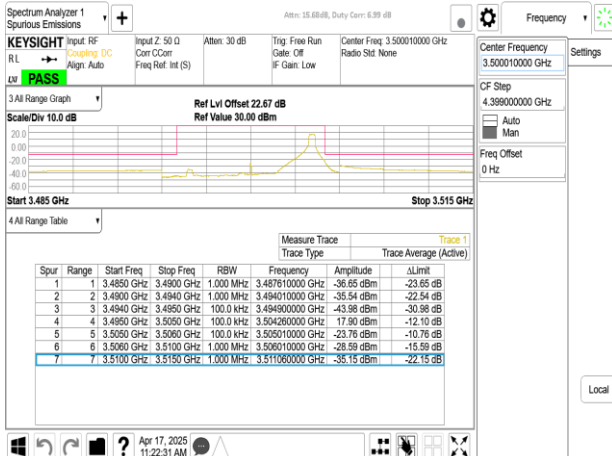 Spectrum Analyzer 1
Spurious Emissions
Attn: 15.68dB, Duty Corr: 6.99 dB
Frequency
KEYSIGHT
RL
LXI
PASS
Input: RF
Coupling: DC
Align: Auto
Input Z: 50 Ω
Corr CCorr
Freq Ref: Int (S)
Atten: 30 dB
Trig: Free Run
Gate: Off
IF Gain: Low
Center Freq: 3.500010000 GHz
Radio Std: None
Center Frequency
3.500010000 GHz
Settings
CF Step
4.399000000 GHz
Auto
Man
Freq Offset
0 Hz
Local
3 All Range Graph
Scale/Div 10.0 dB
Ref Lvl Offset 22.67 dB
Ref Value 30.00 dBm
20.0
0.00
-20.0
-40.0
-60.0
Start 3.485 GHz
Stop 3.515 GHz
4 All Range Table
Measure Trace Trace 1
Trace Type Trace Average (Active)
Spur Range Start Freq Stop Freq RBW Frequency Amplitude ΔLimit
1 1 3.4850 GHz 3.4900 GHz 1.000 MHz 3.487610000 GHz -36.65 dBm -23.65 dB
2 2 3.4900 GHz 3.4940 GHz 1.000 MHz 3.494010000 GHz -35.54 dBm -22.54 dB
3 3 3.4940 GHz 3.4950 GHz 100.0 kHz 3.494900000 GHz -43.98 dBm -30.98 dB
4 4 3.4950 GHz 3.5050 GHz 100.0 kHz 3.504260000 GHz 17.90 dBm -12.10 dB
5 5 3.5050 GHz 3.5060 GHz 100.0 kHz 3.505010000 GHz -23.76 dBm -10.76 dB
6 6 3.5060 GHz 3.5100 GHz 1.000 MHz 3.506010000 GHz -28.59 dBm -15.59 dB
7 7 3.5100 GHz 3.5150 GHz 1.000 MHz 3.511060000 GHz -35.15 dBm -22.15 dB
?
Apr 17, 2025
11:22:31 AM